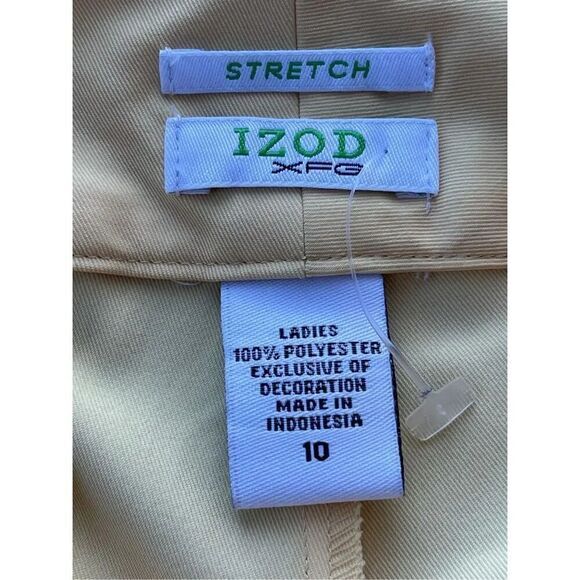 STRETCH
IZOD
XFG
LADIES
100% POLYESTER
EXCLUSIVE OF
DECORATION
MADE IN
INDONESIA
10